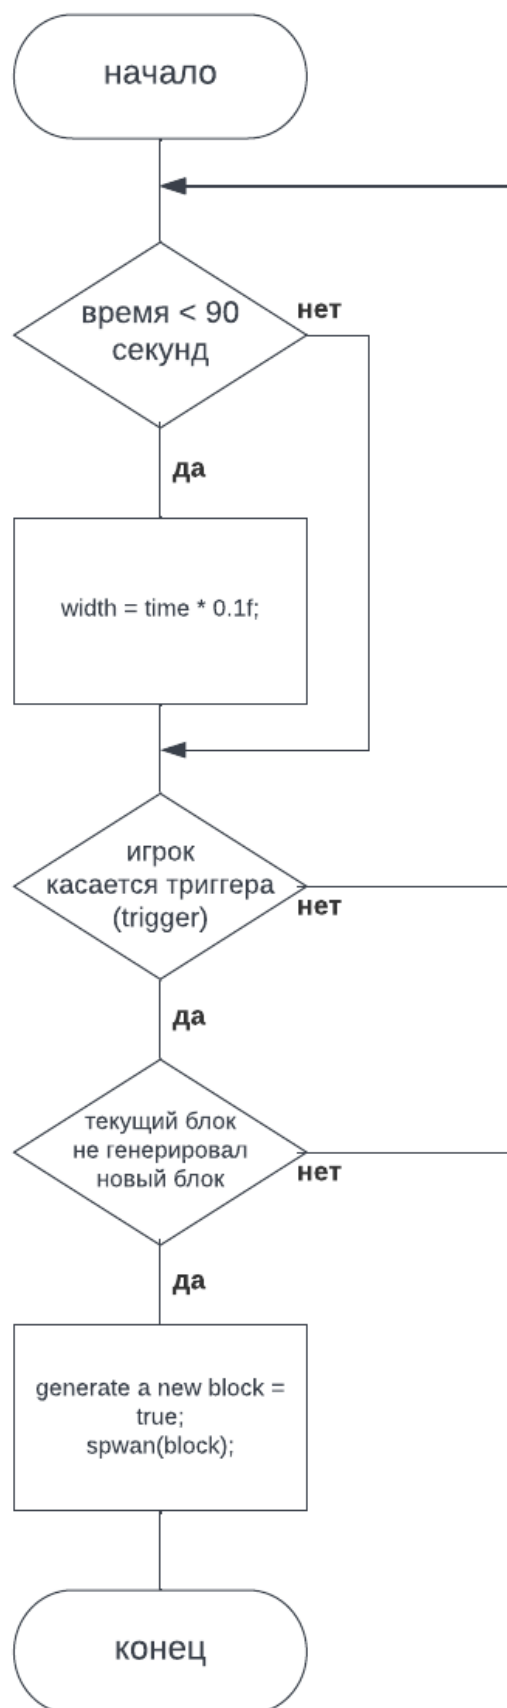 начало
время < 90
секунд
нет
да
width = time * 0.1f;
игрок
касается триггера
(trigger)
нет
да
текущий блок
не генерировал
новый блок
нет
да
generate a new block =
true;
spwan(block);
конец